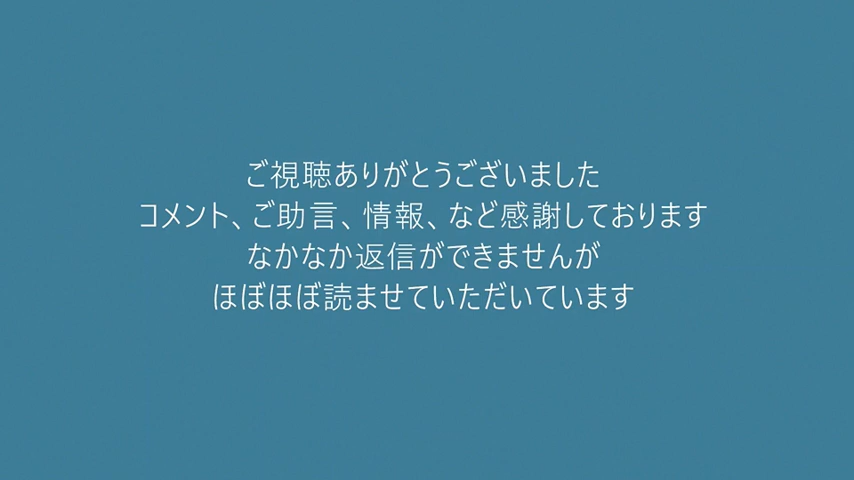 ご視聴ありがとうございました
コメント、ご助言、情報、など感謝しております
なかなか返信ができませんが
ほぼほぼ読ませていただいています